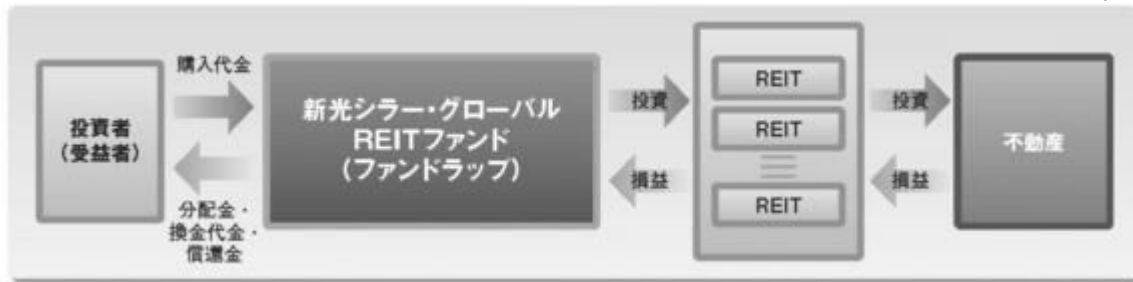 投資者
(受益者)
購入代金
分配金・
換金代金・
償還金
新光シラー・グローバル
REITファンド
(ファンドラップ)
投資
損益
REIT
REIT
REIT
投資
損益
不動産